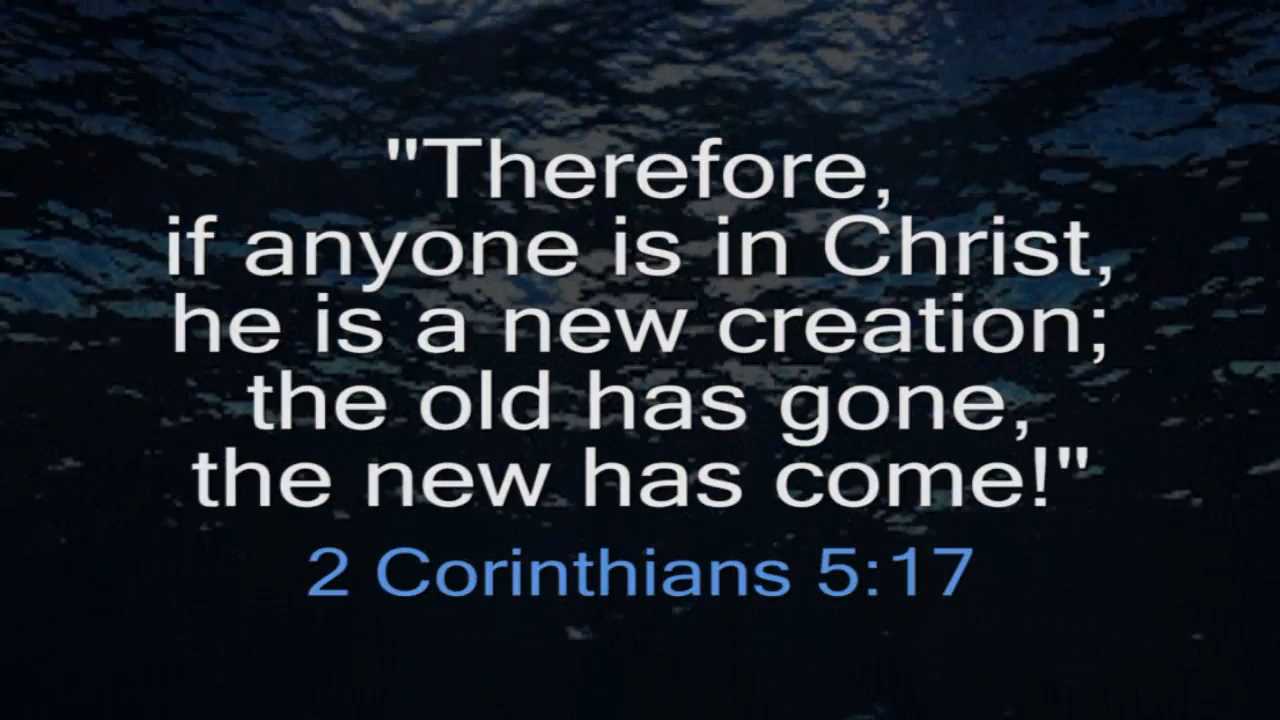 "Therefore,
if anyone is in Christ,
he is a new creation;
the old has gone,
the new has come!"
2 Corinthians 5:17